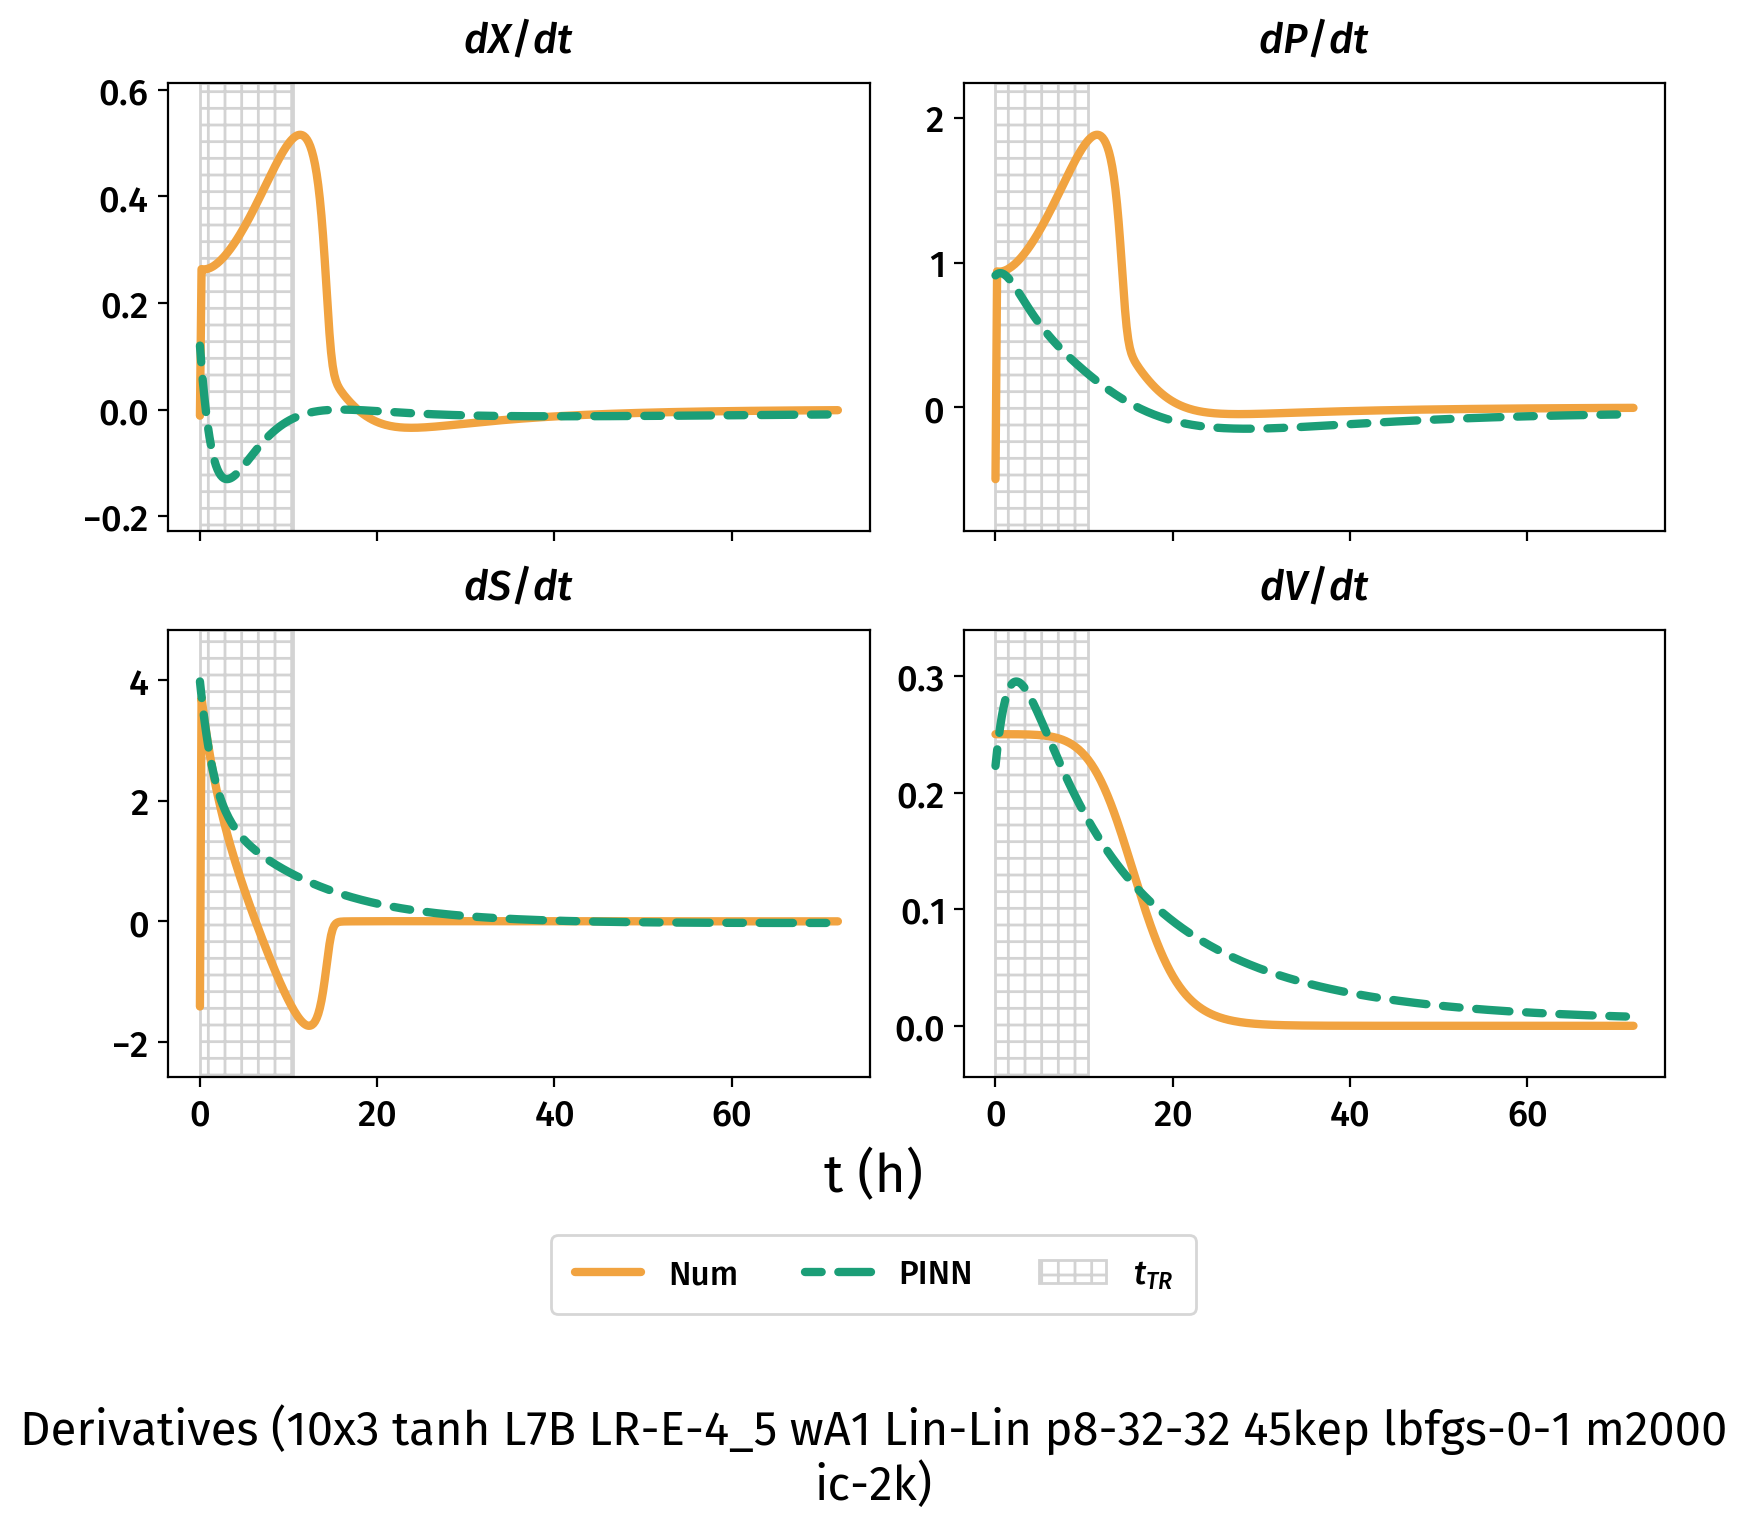 dX/dt
dP/dt
0.6
0.4
0.2
0.0
−0.2
2
1
0
dS/dt
dV/dt
4
2
0
−2
0.3
0.2
0.1
0.0
0 20 40 60
0 20 40 60
t (h)
Num PINN tTR
Derivatives (10x3 tanh L7B LR-E-4_5 wA1 Lin-Lin p8-32-32 45kep lbfgs-0-1 m2000
ic-2k)